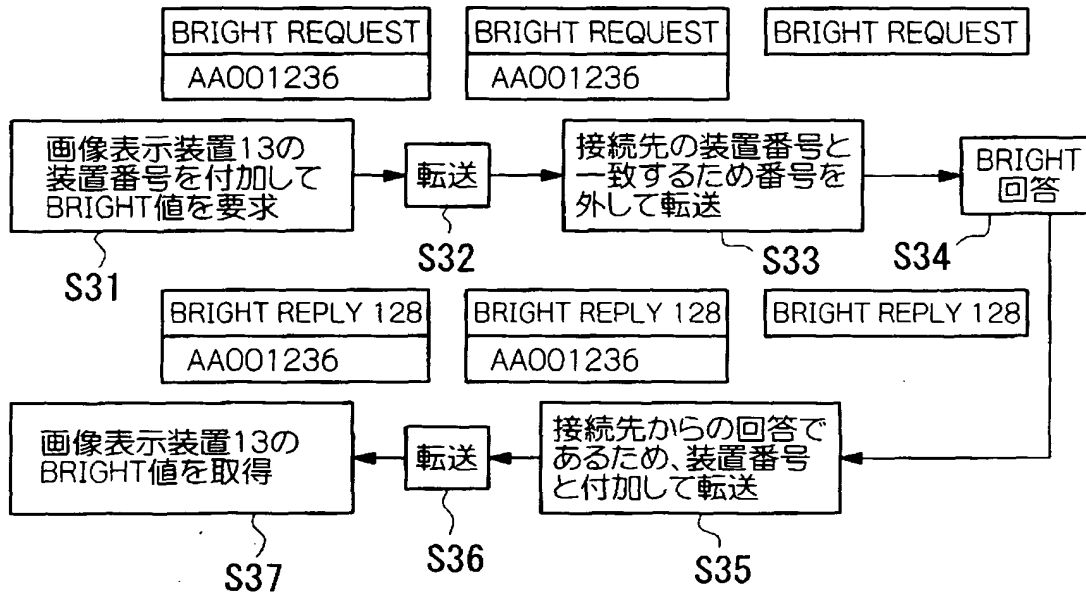 BRIGHT REQUEST
AA001236
BRIGHT REQUEST
AA001236
BRIGHT REQUEST
画像表示装置13の
装置番号を付加して
BRIGHT値を要求
転送
接続先の装置番号と
一致するため番号を
外して転送
BRIGHT
回答
S31
S32
S33
S34
BRIGHT REPLY 128
AA001236
BRIGHT REPLY 128
AA001236
BRIGHT REPLY 128
画像表示装置13の
BRIGHT値を取得
転送
接続先からの回答で
あるため、装置番号
と付加して転送
S37
S36
S35